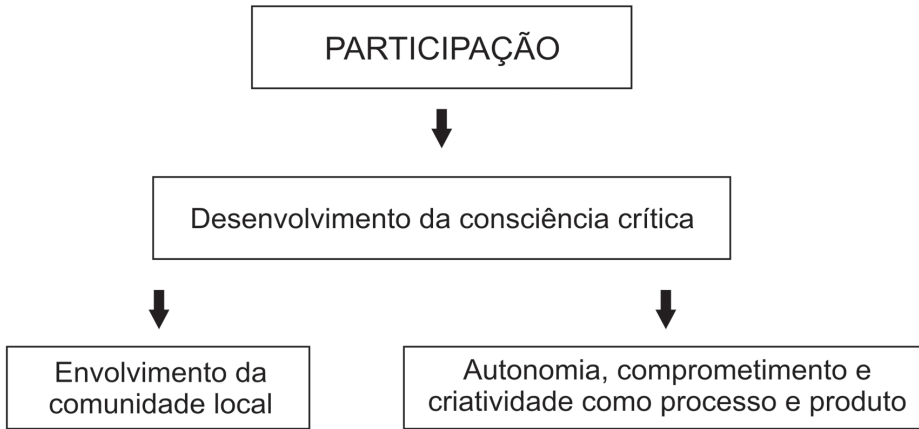 PARTICIPAÇÃO
Desenvolvimento da consciência crítica
Envolvimento da
comunidade local
Autonomia, comprometimento e
criatividade como processo e produto